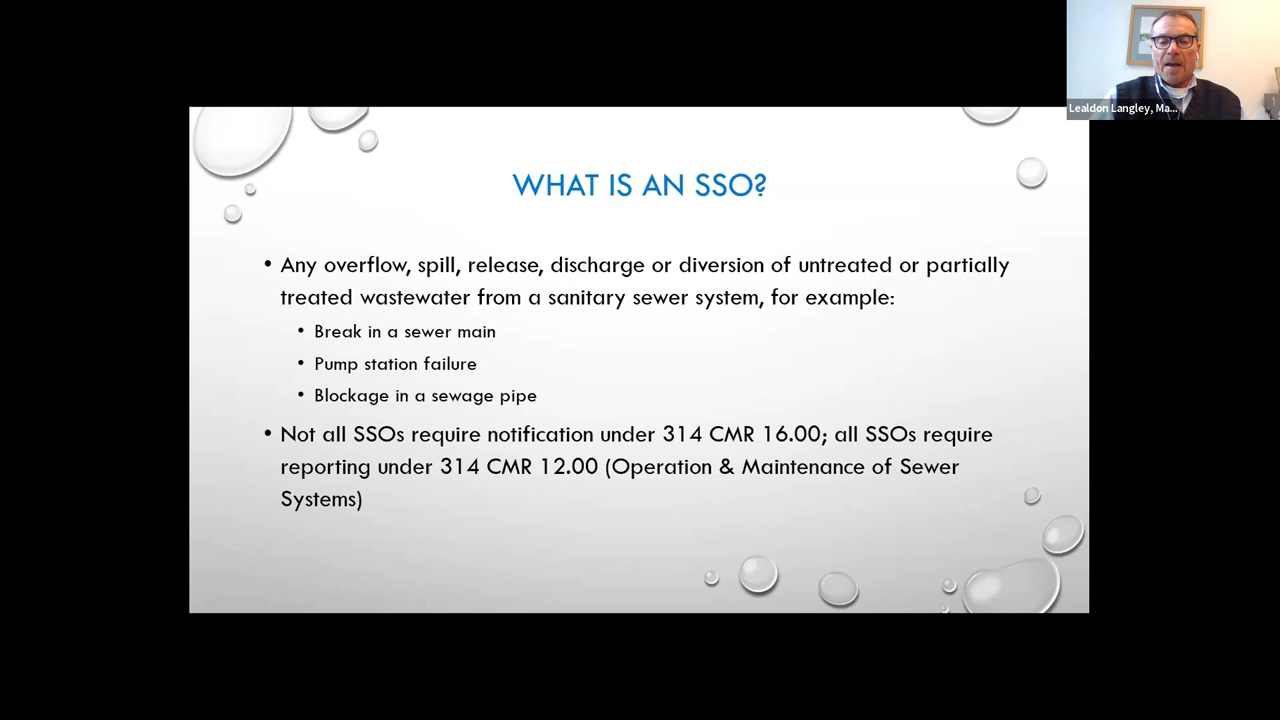 Lealdon Langley, Ma...
WHAT IS AN SSO?
• Any overflow, spill, release, discharge or diversion of untreated or partially
treated wastewater from a sanitary sewer system, for example:
• Break in a sewer main
• Pump station failure
• Blockage in a sewage pipe
• Not all SSOs require notification under 314 CMR 16.00; all SSOs require
reporting under 314 CMR 12.00 (Operation & Maintenance of Sewer
Systems)